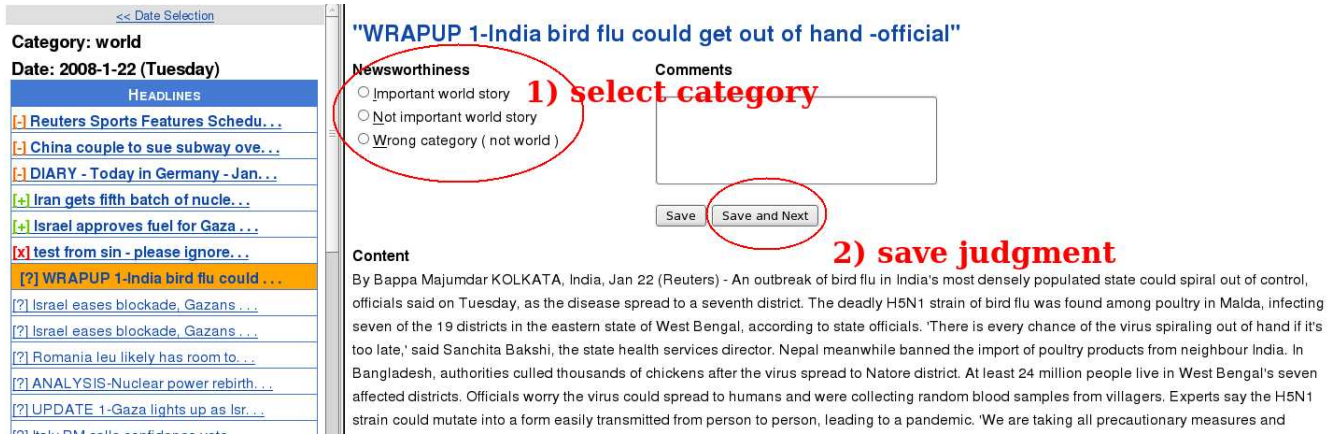 << Date Selection
Category: world
Date: 2008-1-22 (Tuesday)
HEADLINES
[-] Reuters Sports Features Schedu. . .
[-] China couple to sue subway ove. . .
[-] DIARY - Today in Germany - Jan. . .
[+] Iran gets fifth batch of nucle. . .
[+] Israel approves fuel for Gaza . . .
[x] test from sin - please ignore. . .
[?] WRAPUP 1-India bird flu could . . .
[?] Israel eases blockade, Gazans . . .
[?] Israel eases blockade, Gazans . . .
[?] Romania leu likely has room to. . .
[?] ANALYSIS-Nuclear power rebirth. . .
[?] UPDATE 1-Gaza lights up as Isr. . .
"WRAPUP 1-India bird flu could get out of hand -official"
Newsworthiness
Important world story
Not important world story
Wrong category ( not world )
Comments
1) select category
Save
Save and Next
2) save judgment
Content
By Bappa Majumdar KOLKATA, India, Jan 22 (Reuters) - An outbreak of bird flu in India's most densely populated state could spiral out of control,
officials said on Tuesday, as the disease spread to a seventh district. The deadly H5N1 strain of bird flu was found among poultry in Malda, infecting
seven of the 19 districts in the eastern state of West Bengal, according to state officials. 'There is every chance of the virus spiraling out of hand if it's
too late,' said Sanchita Bakshi, the state health services director. Nepal meanwhile banned the import of poultry products from neighbour India. In
Bangladesh, authorities culled thousands of chickens after the virus spread to Natore district. At least 24 million people live in West Bengal's seven
affected districts. Officials worry the virus could spread to humans and were collecting random blood samples from villagers. Experts say the H5N1
strain could mutate into a form easily transmitted from person to person, leading to a pandemic. 'We are taking all precautionary measures and